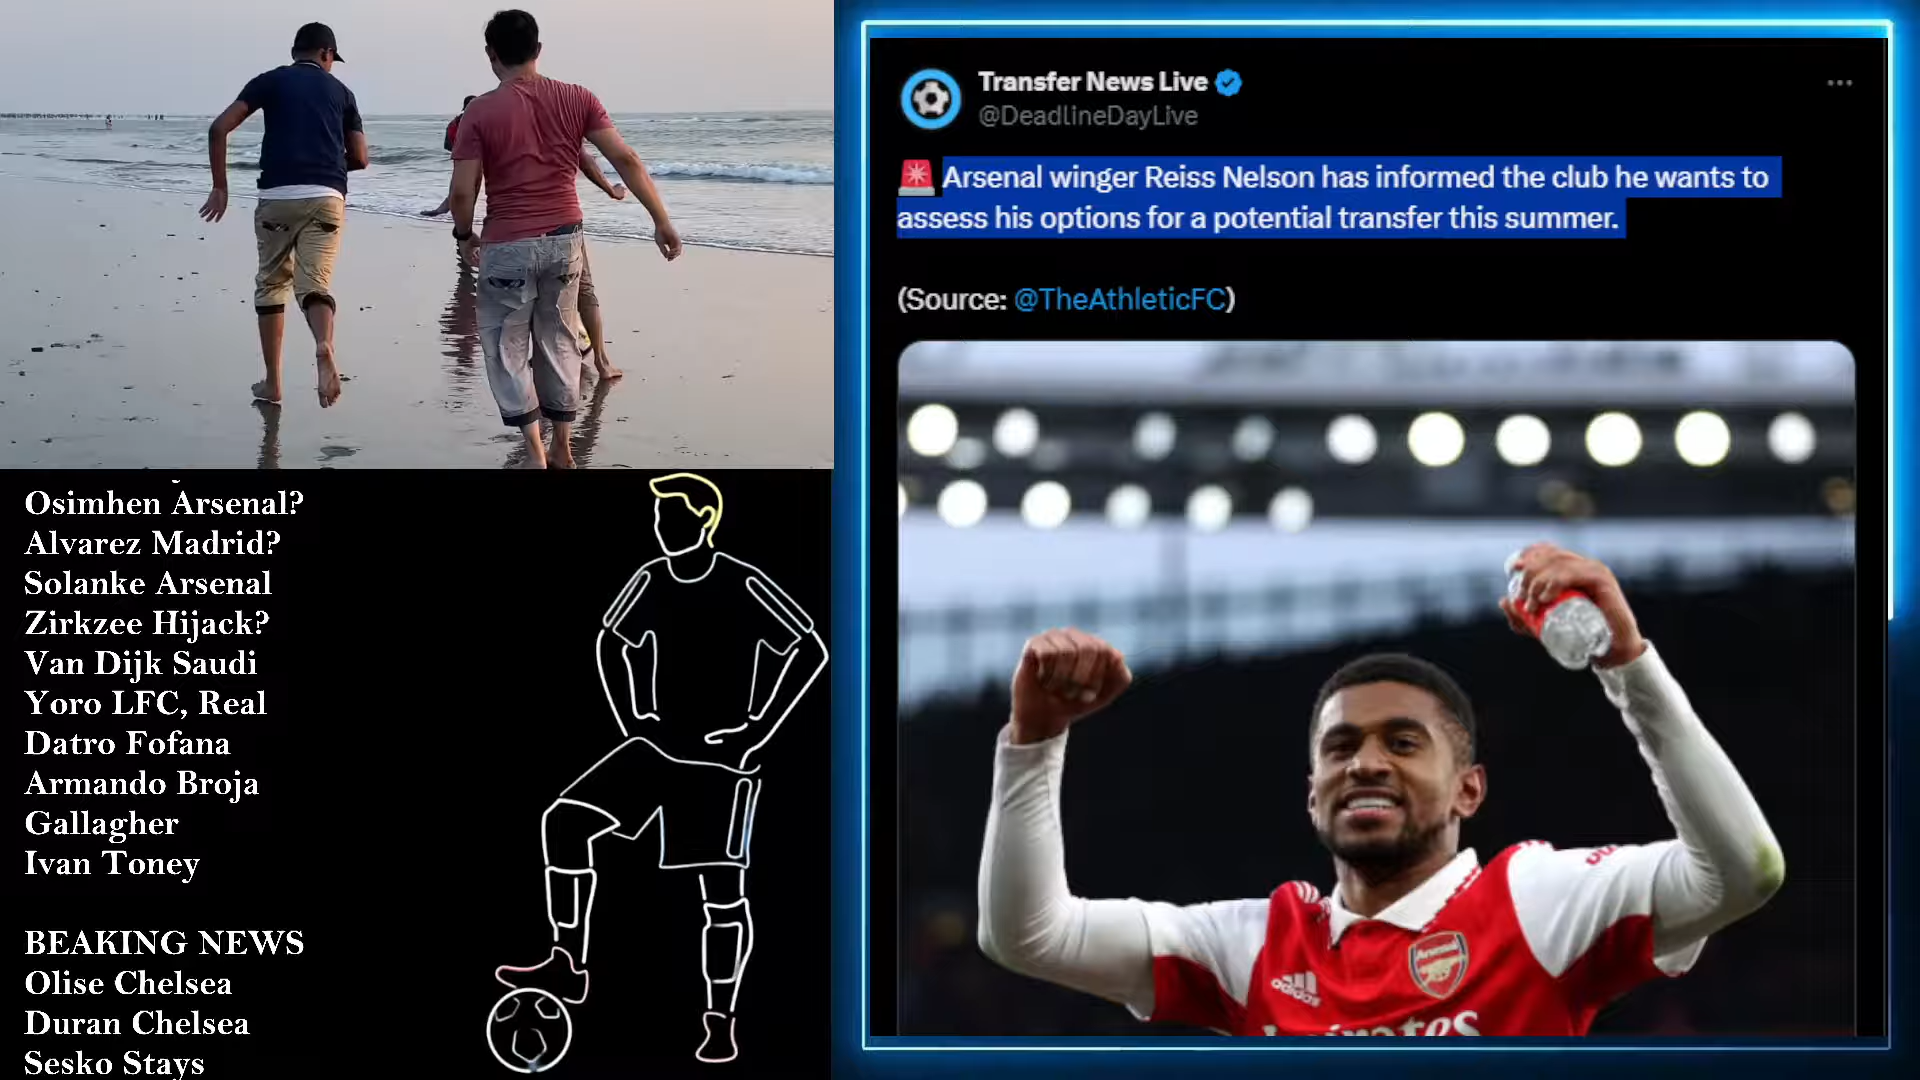 Osimhen Arsenal?
Alvarez Madrid?
Solanke Arsenal
Zirkzee Hijack?
Van Dijk Saudi
Yoro LFC, Real
Datro Fofana
Armando Broja
Gallagher
Ivan Toney
BEAKING NEWS
Olise Chelsea
Duran Chelsea
Sesko Stays
Transfer News Live
@DeadlineDayLive
Arsenal winger Reiss Nelson has informed the club he wants to
assess his options for a potential transfer this summer.
(Source: @TheAthleticFC)
Arsenal
adidas